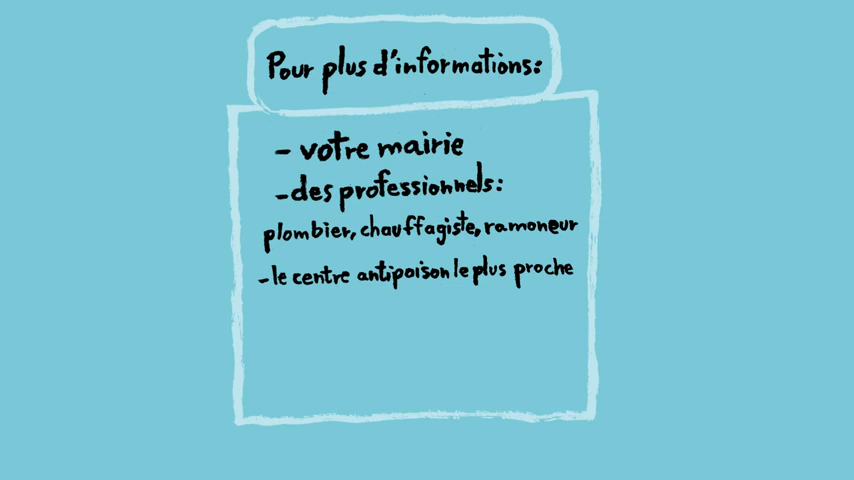 Pour plus d'informations:
- votre mairie
- des professionnels:
plombier, chauffagiste, ramoneur
- le centre antipoison le plus proche